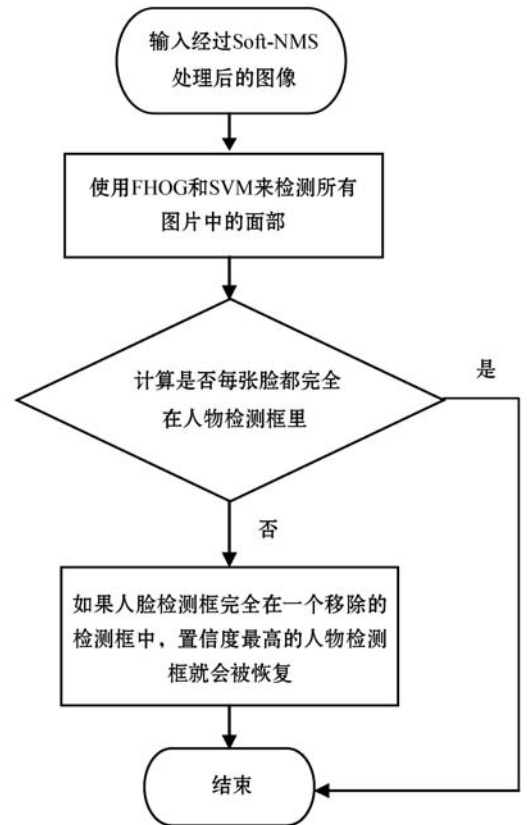 输入经过Soft-NMS
处理后的图像
使用FHOG和SVM来检测所有
图片中的面部
计算是否每张脸都完全
在人物检测框里
是
否
如果人脸检测框完全在一个移除的
检测框中，置信度最高的人物检测
框就会被恢复
结束